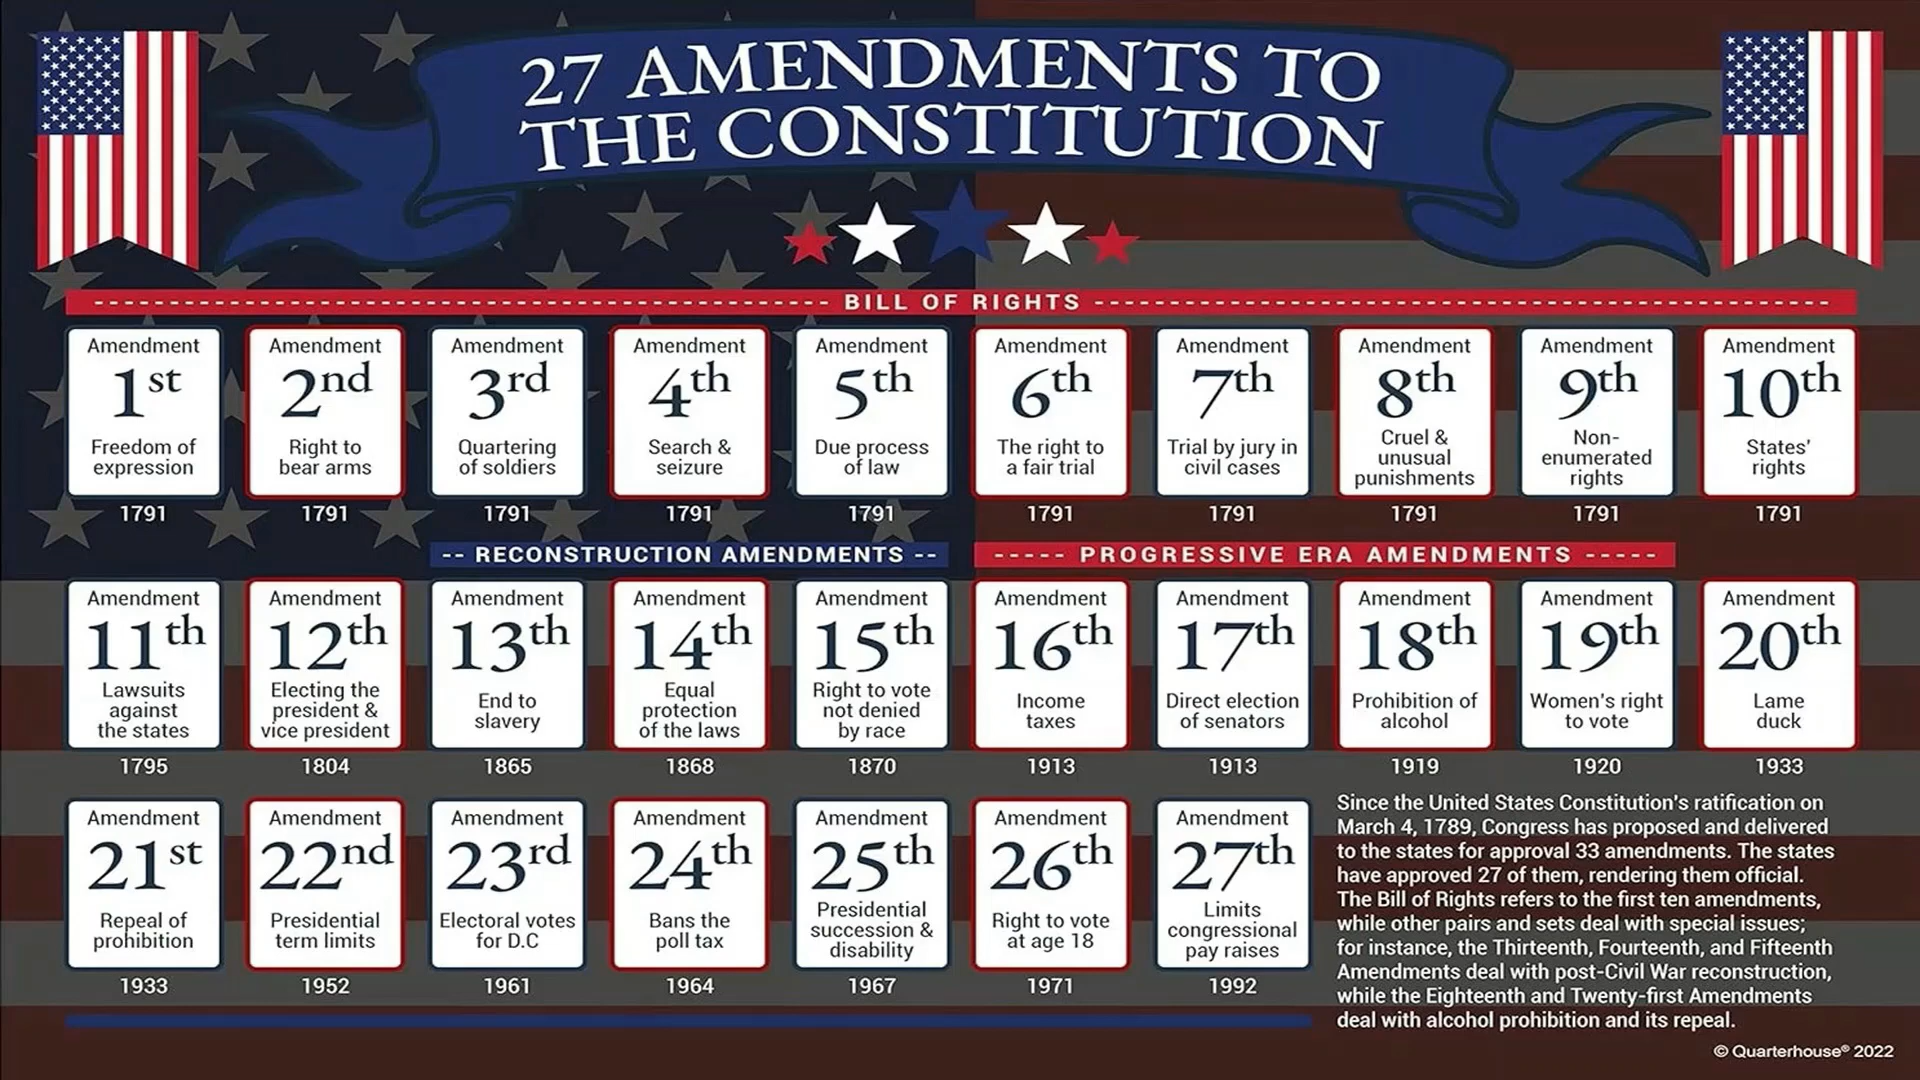 27 AMENDMENTS TO
THE CONSTITUTION
BILL OF RIGHTS
Amendment
1st
Freedom of
expression
1791
Amendment
2nd
Right to
bear arms
1791
Amendment
3rd
Quartering
of soldiers
1791
Amendment
4th
Search &
seizure
1791
Amendment
5th
Due process
of law
1791
Amendment
6th
The right to
a fair trial
1791
Amendment
7th
Trial by jury in
civil cases
1791
Amendment
8th
Cruel &
unusual
punishments
1791
Amendment
9th
Non-
enumerated
rights
1791
Amendment
10th
States'
rights
1791
-- RECONSTRUCTION AMENDMENTS --
----- PROGRESSIVE ERA AMENDMENTS -----
Amendment
11th
Lawsuits
against
the states
1795
Amendment
12th
Electing the
president &
vice president
1804
Amendment
13th
End to
slavery
1865
Amendment
14th
Equal
protection
of the laws
1868
Amendment
15th
Right to vote
not denied
by race
1870
Amendment
16th
Income
taxes
1913
Amendment
17th
Direct election
of senators
1913
Amendment
18th
Prohibition of
alcohol
1919
Amendment
19th
Women's right
to vote
1920
Amendment
20th
Lame
duck
1933
Amendment
21st
Repeal of
prohibition
1933
Amendment
22nd
Presidential
term limits
1952
Amendment
23rd
Electoral votes
for D.C
1961
Amendment
24th
Bans the
poll tax
1964
Amendment
25th
Presidential
succession &
disability
1967
Amendment
26th
Right to vote
at age 18
1971
Amendment
27th
Limits
congressional
pay raises
1992
Since the United States Constitution's ratification on
March 4, 1789, Congress has proposed and delivered
to the states for approval 33 amendments. The states
have approved 27 of them, rendering them official.
The Bill of Rights refers to the first ten amendments,
while other pairs and sets deal with special issues;
for instance, the Thirteenth, Fourteenth, and Fifteenth
Amendments deal with post-Civil War reconstruction,
while the Eighteenth and Twenty-first Amendments
deal with alcohol prohibition and its repeal.
© Quarterhouse® 2022